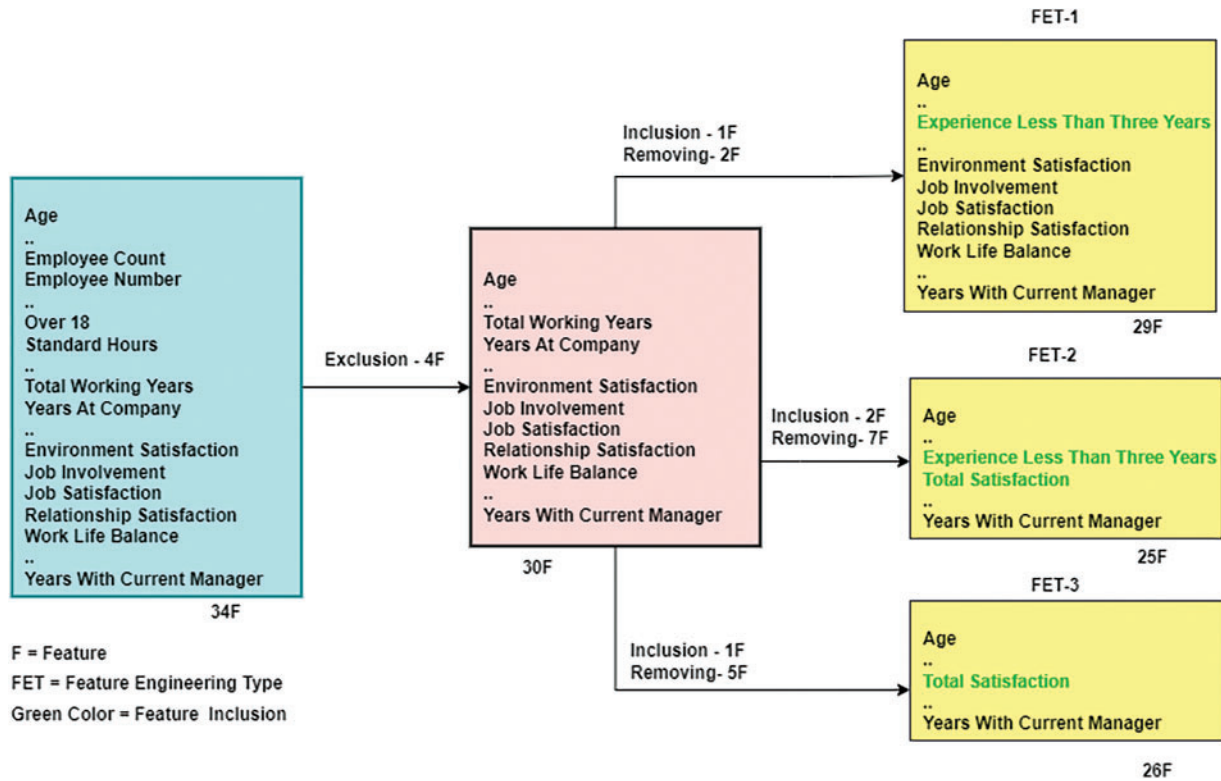 Age
..
Employee Count
Employee Number
..
Over 18
Standard Hours
..
Total Working Years
Years At Company
..
Environment Satisfaction
Job Involvement
Job Satisfaction
Relationship Satisfaction
Work Life Balance
..
Years With Current Manager
34F
F = Feature
FET = Feature Engineering Type
Green Color = Feature Inclusion
Exclusion - 4F
Age
..
Total Working Years
Years At Company
..
Environment Satisfaction
Job Involvement
Job Satisfaction
Relationship Satisfaction
Work Life Balance
..
Years With Current Manager
30F
Inclusion - 1F
Removing- 2F
FET-1
Age
..
Experience Less Than Three Years
..
Environment Satisfaction
Job Involvement
Job Satisfaction
Relationship Satisfaction
Work Life Balance
..
Years With Current Manager
29F
Inclusion - 2F
Removing- 7F
FET-2
Age
..
Experience Less Than Three Years
Total Satisfaction
..
Years With Current Manager
25F
Inclusion - 1F
Removing- 5F
FET-3
Age
..
Total Satisfaction
..
Years With Current Manager
26F